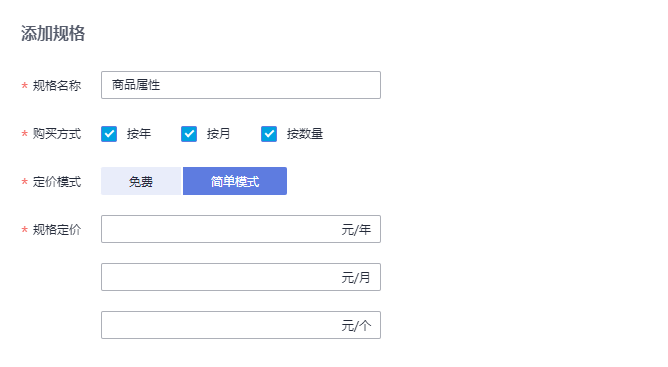 添加规格
* 规格名称 商品属性
* 购买方式 按年 按月 按数量
* 定价模式 免费 简单模式
* 规格定价 元/年
元/月
元/个